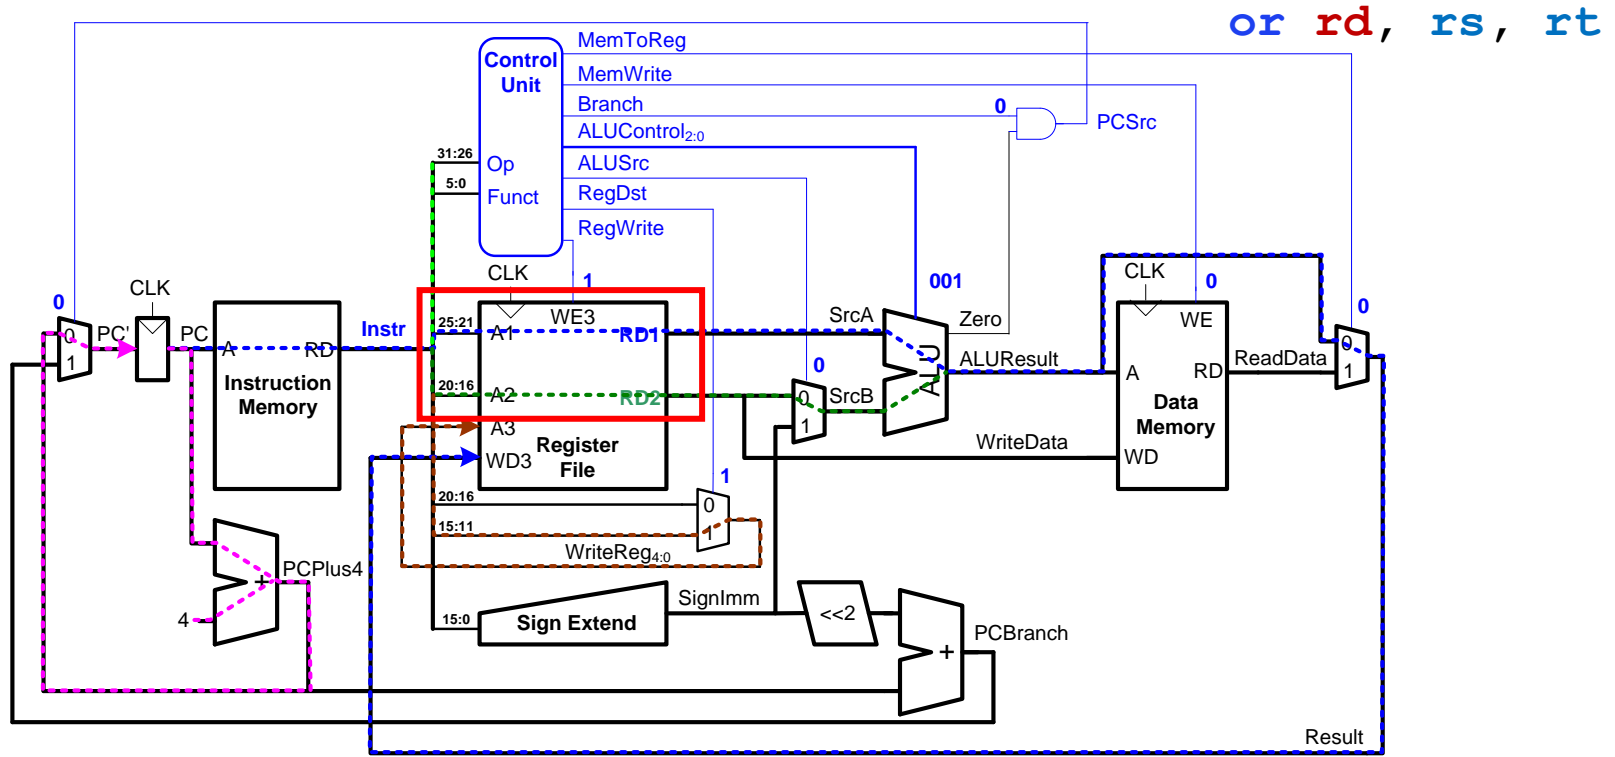 or rd, rs, rt
MemToReg
Control
Unit
MemWrite
Branch
0
PCSrc
ALUControl2:0
31:26
Op
ALUSrc
5:0
Funct
RegDst
RegWrite
CLK
1
001
CLK
0
0
CLK
0
PC'
PC
0
1
A
RD
Instruction
Memory
Instr
25:21
A1
WE3
RD1
20:16
A2
RD2
A3
WD3
Register
File
SrcA
0
0
1
SrcB
ALU
Zero
ALUResult
WE
A
RD
Data
Memory
WD
ReadData
0
1
WriteData
1
20:16
0
15:11
1
WriteReg4:0
PCPlus4
+
4
15:0
Sign Extend
SignImm
<<2
+
PCBranch
Result